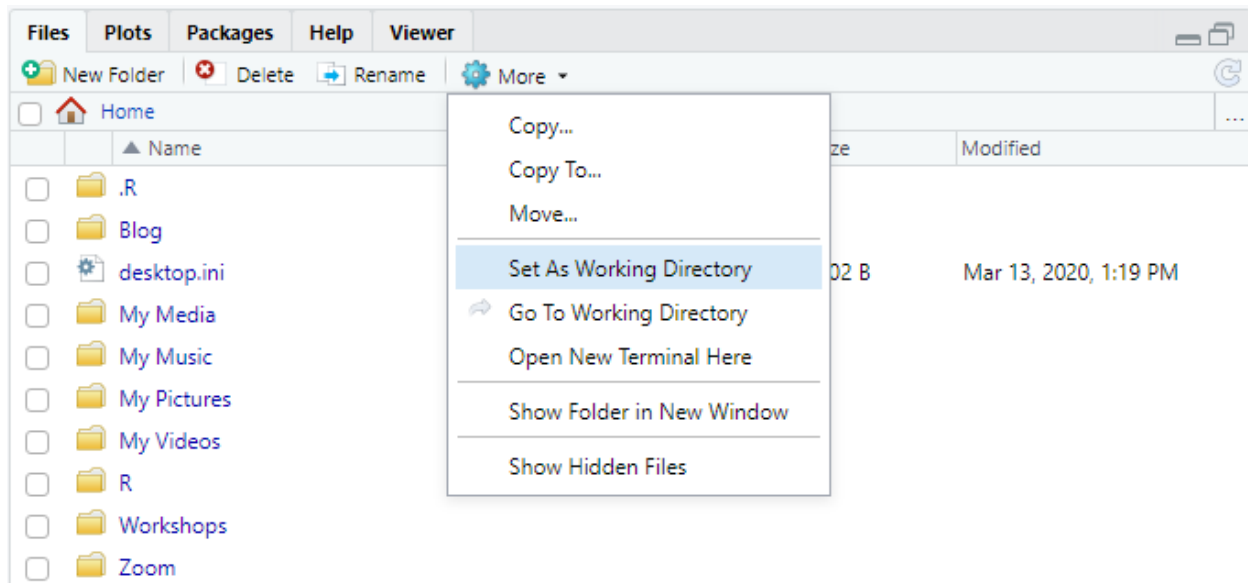 Files Plots Packages Help Viewer
New Folder Delete Rename More
Home ...
Name ze Modified
Copy...
Copy To...
Move...
Set As Working Directory
Go To Working Directory
Open New Terminal Here
Show Folder in New Window
Show Hidden Files
.R
Blog
desktop.ini 02 B Mar 13, 2020, 1:19 PM
My Media
My Music
My Pictures
My Videos
R
Workshops
Zoom